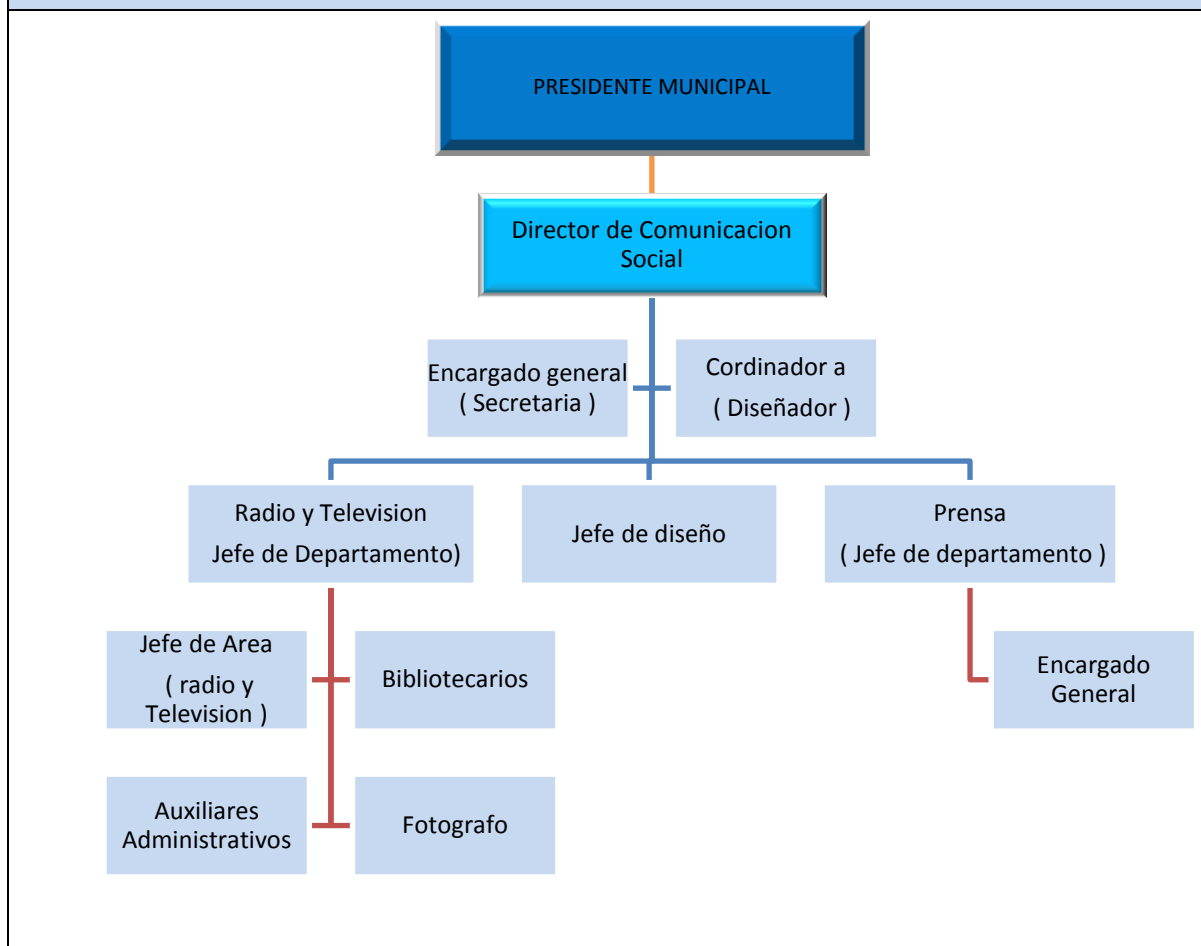 PRESIDENTE MUNICIPAL
Director de Comunicacion
Social
Encargado general
( Secretaria )
Cordinador a
( Diseñador )
Radio y Television
Jefe de Departamento)
Jefe de diseño
Prensa
( Jefe de departamento )
Jefe de Area
( radio y
Television )
Bibliotecarios
Encargado
General
Auxiliares
Administrativos
Fotografo